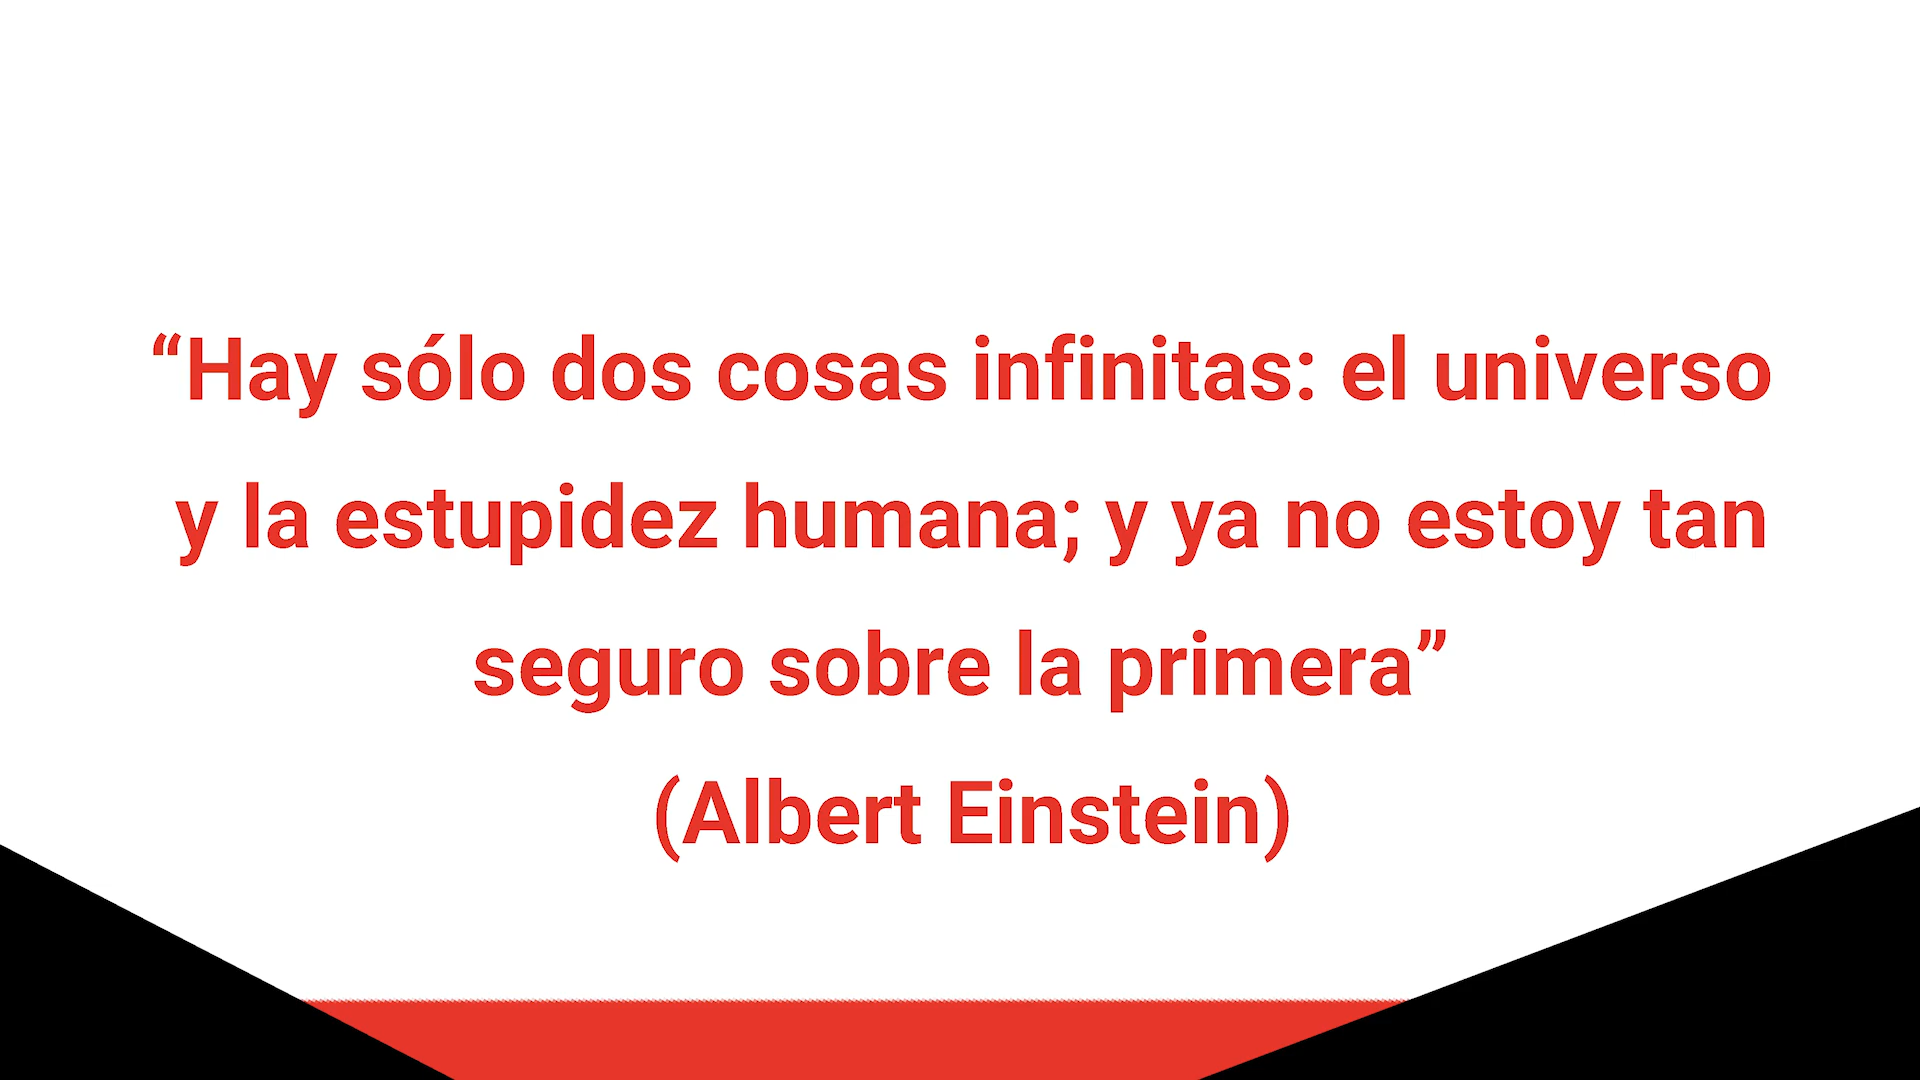 “Hay sólo dos cosas infinitas: el universo
y la estupidez humana; y ya no estoy tan
seguro sobre la primera”
(Albert Einstein)